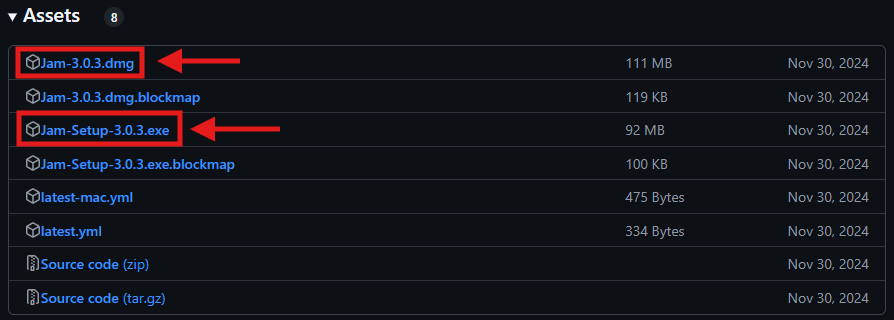 Assets 8
Jam-3.0.3.dmg 111 MB Nov 30, 2024
Jam-3.0.3.dmg.blockmap 119 KB Nov 30, 2024
Jam-Setup-3.0.3.exe 92 MB Nov 30, 2024
Jam-Setup-3.0.3.exe.blockmap 100 KB Nov 30, 2024
latest-mac.yml 475 Bytes Nov 30, 2024
latest.yml 334 Bytes Nov 30, 2024
Source code (zip) Nov 30, 2024
Source code (tar.gz) Nov 30, 2024